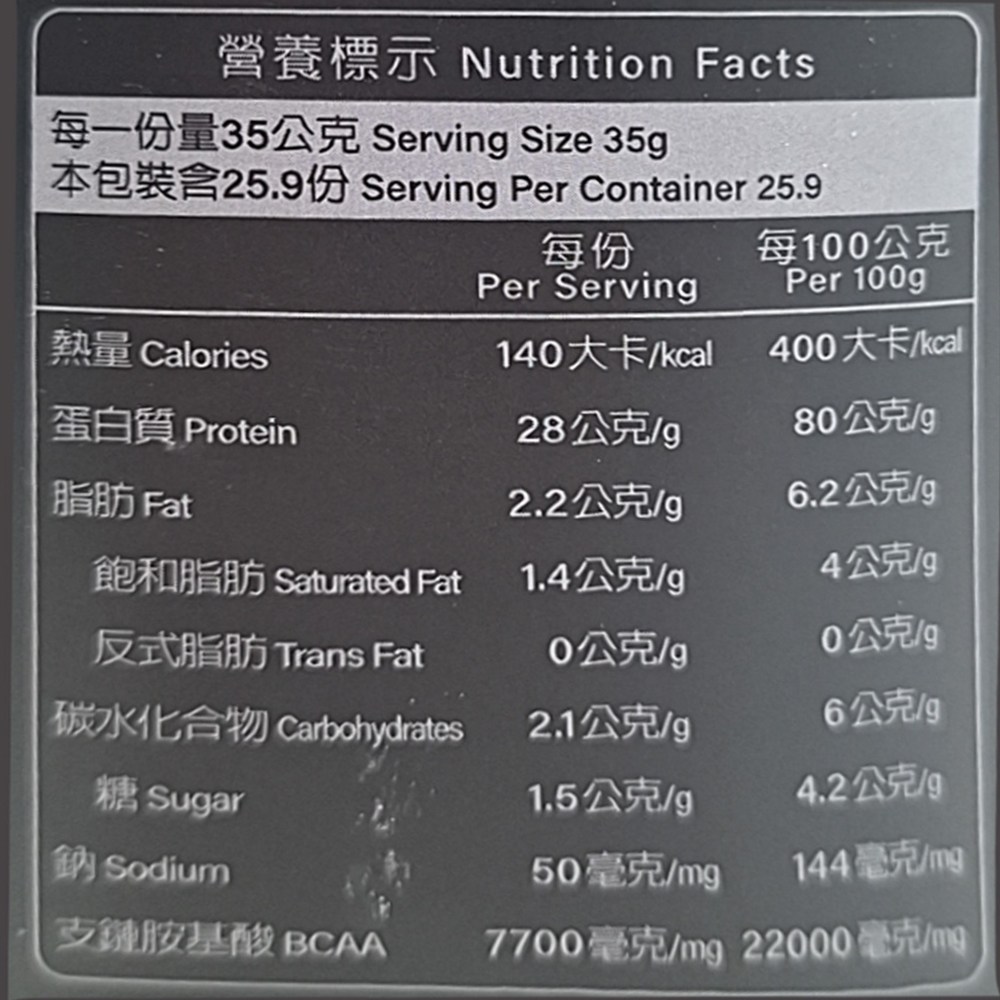 營養標示 Nutrition Facts
每一份量35公克 Serving Size 35g
本包裝含25.9份 Serving Per Container 25.9
每份 每100公克
Per Serving Per 100g
熱量 Calories 140大卡/kcal 400大卡/kcal
蛋白質 Protein 28公克/g 80公克/g
脂肪 Fat 2.2公克/g 6.2公克/g
飽和脂肪 Saturated Fat 1.4公克/g 4公克/g
反式脂肪 Trans Fat 0公克/g 0公克/g
碳水化合物 Carbohydrates 2.1公克/g 6公克/g
糖 Sugar 1.5公克/g 4.2公克/g
鈉 Sodium 50毫克/mg 144毫克/mg
支鏈胺基酸 BCAA 7700毫克/mg 22000毫克/mg